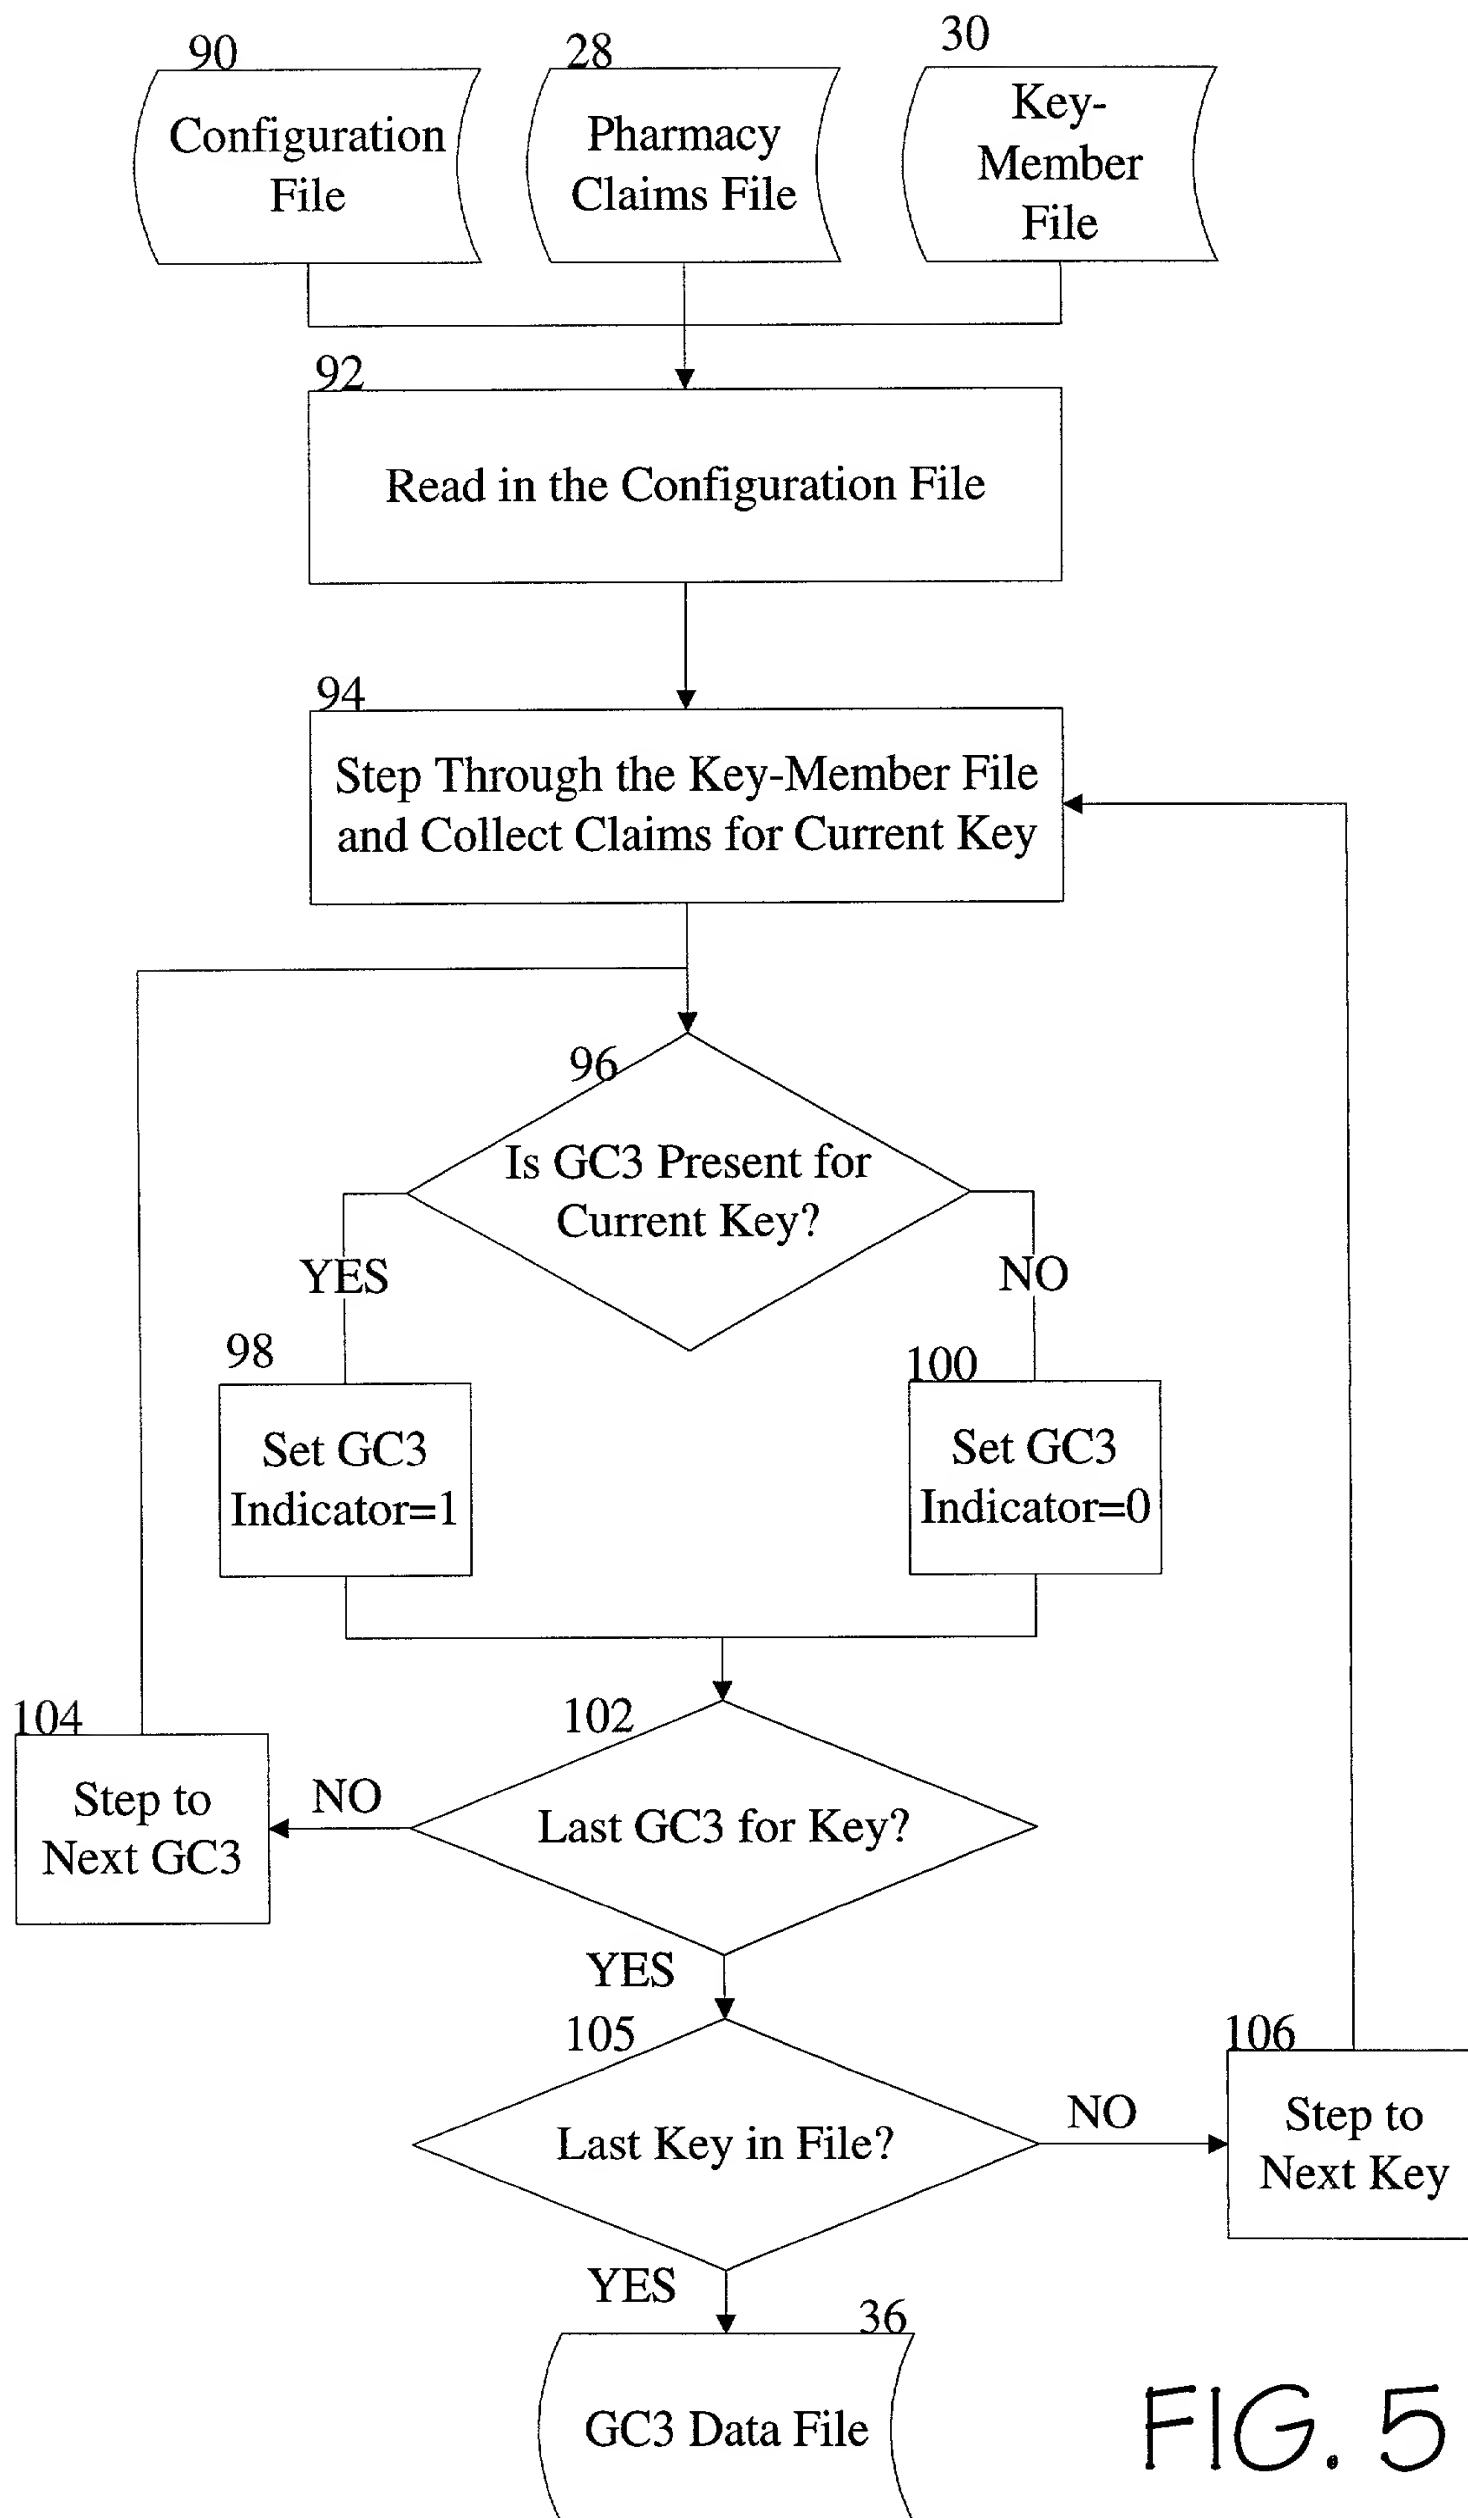 90
Configuration
File
28
Pharmacy
Claims File
30
Key-
Member
File
92
Read in the Configuration File
94
Step Through the Key-Member File
and Collect Claims for Current Key
96
Is GC3 Present for
Current Key?
YES
NO
98
Set GC3
Indicator=1
100
Set GC3
Indicator=0
102
Last GC3 for Key?
NO
104
Step to
Next GC3
YES
105
Last Key in File?
NO
106
Step to
Next Key
YES
36
GC3 Data File
FIG. 5